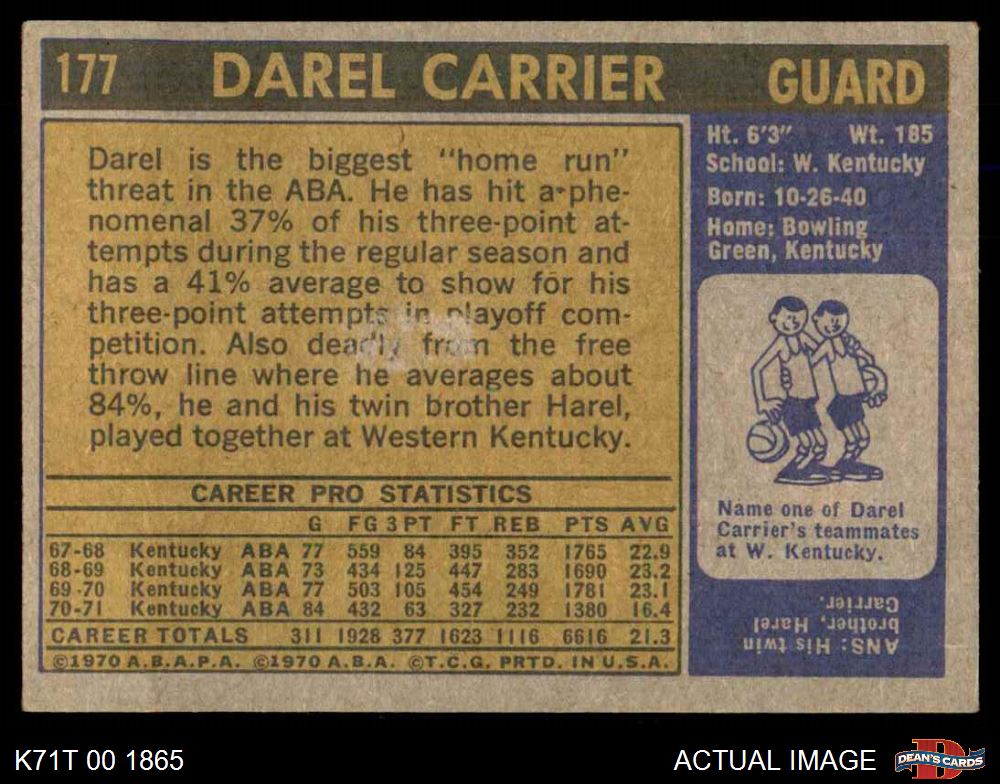 177 DAREL CARRIER GUARD
Darel is the biggest "home run"
threat in the ABA. He has hit a phe-
nomenal 37% of his three-point at-
tempts during the regular season and
has a 41% average to show for his
three-point attempts in playoff com-
petition. Also deadly from the free
throw line where he averages about
84%, he and his twin brother Harel,
played together at Western Kentucky.
CAREER PRO STATISTICS
G FG 3PT FT REB PTS AVG
67-68 Kentucky ABA 77 559 84 395 352 1765 22.9
68-69 Kentucky ABA 73 434 125 447 283 1690 23.2
69-70 Kentucky ABA 77 503 105 454 249 1781 23.1
70-71 Kentucky ABA 84 432 63 327 232 1380 16.4
CAREER TOTALS 311 1928 377 1623 1116 6616 21.3
©1970 A.B.A.P.A. ©1970 A.B.A. ©T.C.G. PRTD. IN U.S.A.
Ht. 6'3" Wt. 185
School: W. Kentucky
Born: 10-26-40
Home: Bowling
Green, Kentucky
Name one of Darel
Carrier's teammates
at W. Kentucky.
ANS: His twin
brother, Harel
Carrier.
K71T 00 1865
ACTUAL IMAGE
DEAN'S CARDS